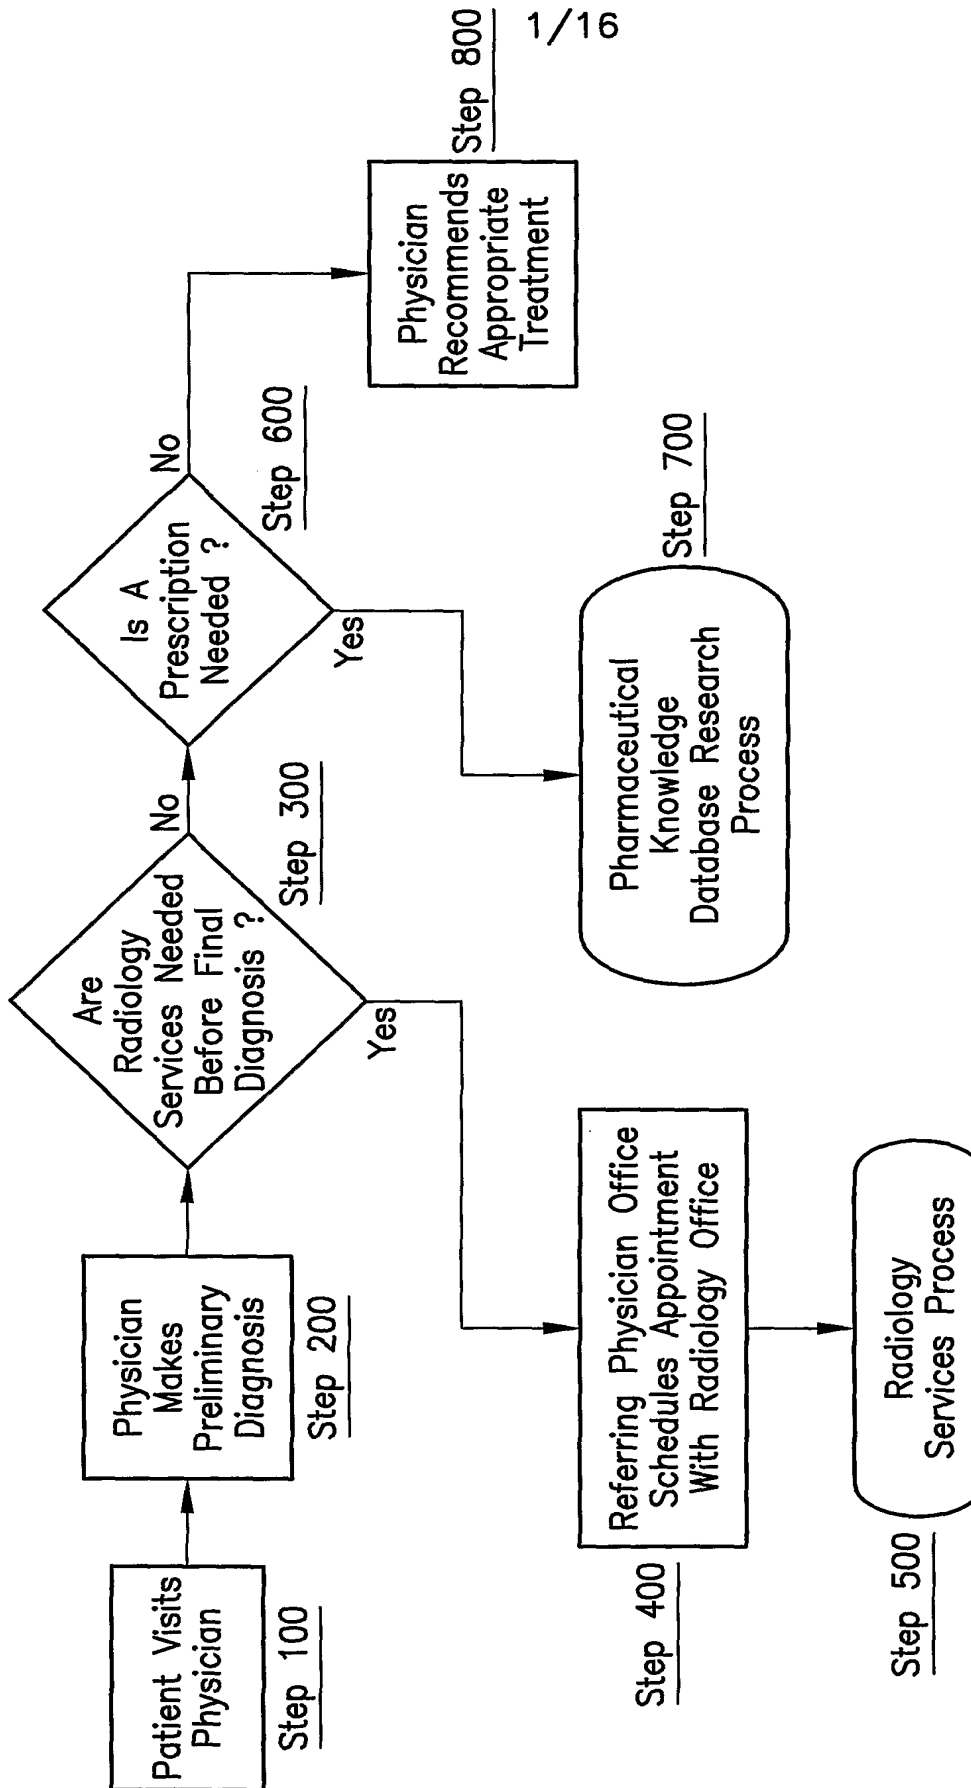 1/16
Patient Visits
Physician
Step 100
Physician
Makes
Preliminary
Diagnosis
Step 200
Are
Radiology
Services Needed
Before Final
Diagnosis ?
Step 300
No
Yes
Is A
Prescription
Needed ?
Step 600
No
Yes
Physician
Recommends
Appropriate
Treatment
Step 800
Referring Physician Office
Schedules Appointment
With Radiology Office
Step 400
Pharmaceutical
Knowledge
Database Research
Process
Step 700
Radiology
Services Process
Step 500